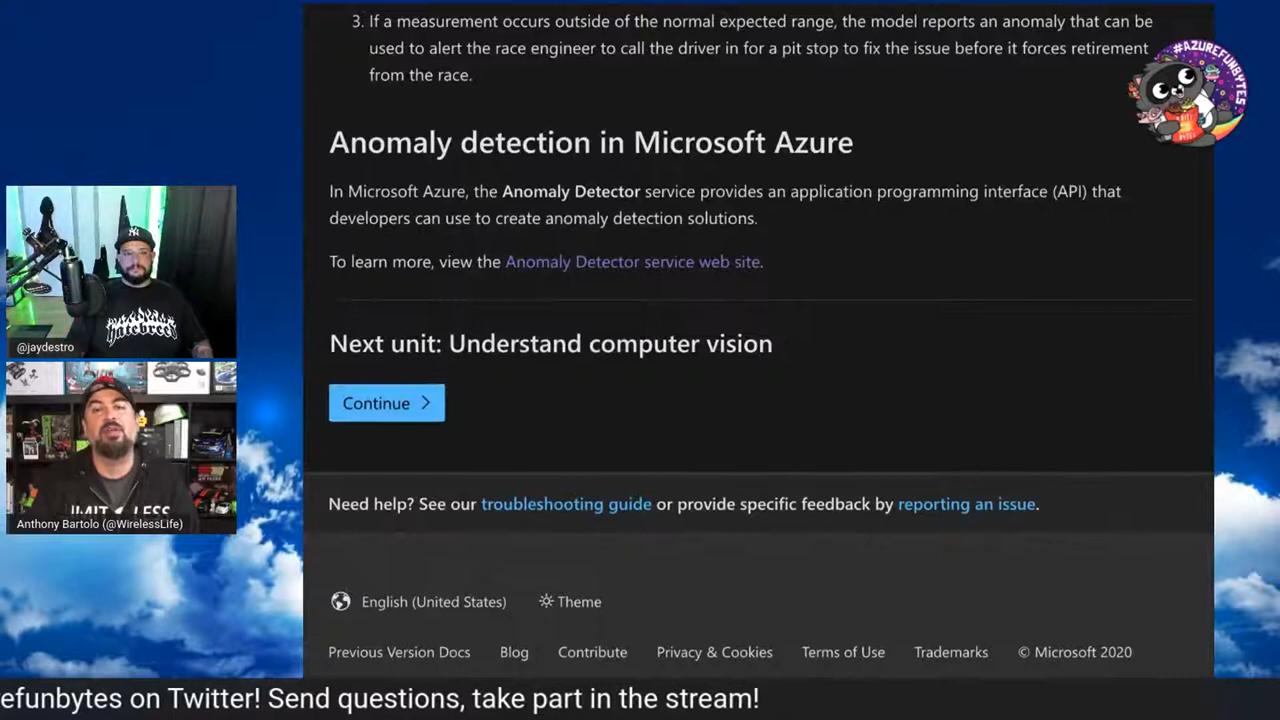 3. If a measurement occurs outside of the normal expected range, the model reports an anomaly that can be
used to alert the race engineer to call the driver in for a pit stop to fix the issue before it forces retirement
from the race.
#AZUREFUNBYTES
Anomaly detection in Microsoft Azure
In Microsoft Azure, the Anomaly Detector service provides an application programming interface (API) that
developers can use to create anomaly detection solutions.
To learn more, view the Anomaly Detector service web site.
hatebreed
@jaydestro
Next unit: Understand computer vision
Continue
Anthony Bartolo (@WirelessLife)
Need help? See our troubleshooting guide or provide specific feedback by reporting an issue.
English (United States)
Theme
Previous Version Docs
Blog
Contribute
Privacy & Cookies
Terms of Use
Trademarks
© Microsoft 2020
refunbytes on Twitter! Send questions, take part in the stream!